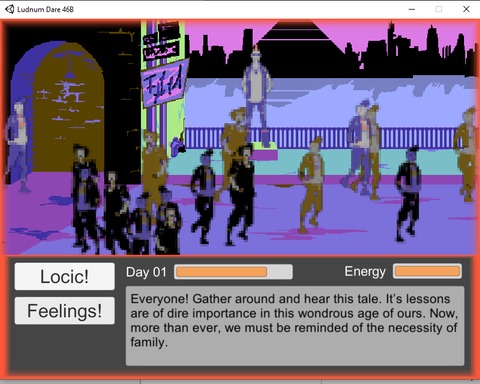 Ludnum Dare 46B
Locic!
Day 01
Energy
Feelings!
Everyone! Gather around and hear this tale. It's lessons
are of dire importance in this wondrous age of ours. Now,
more than ever, we must be reminded of the necessity of
family.